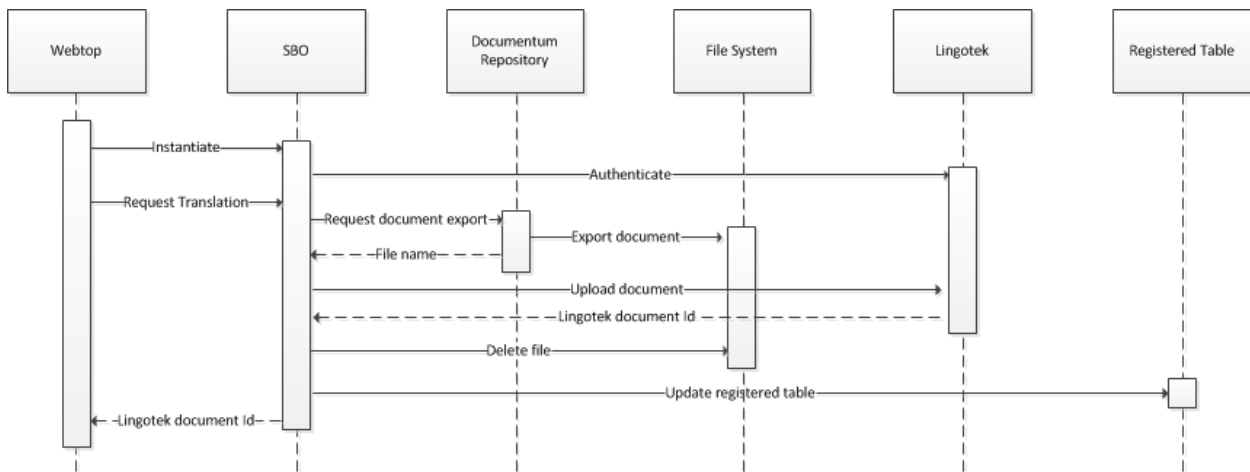 Webtop
SBO
Documentum
Repository
File System
Lingotek
Registered Table
Instantiate
Authenticate
Request Translation
Request document export
Export document
File name
Upload document
Lingotek document Id
Delete file
Update registered table
Lingotek document Id